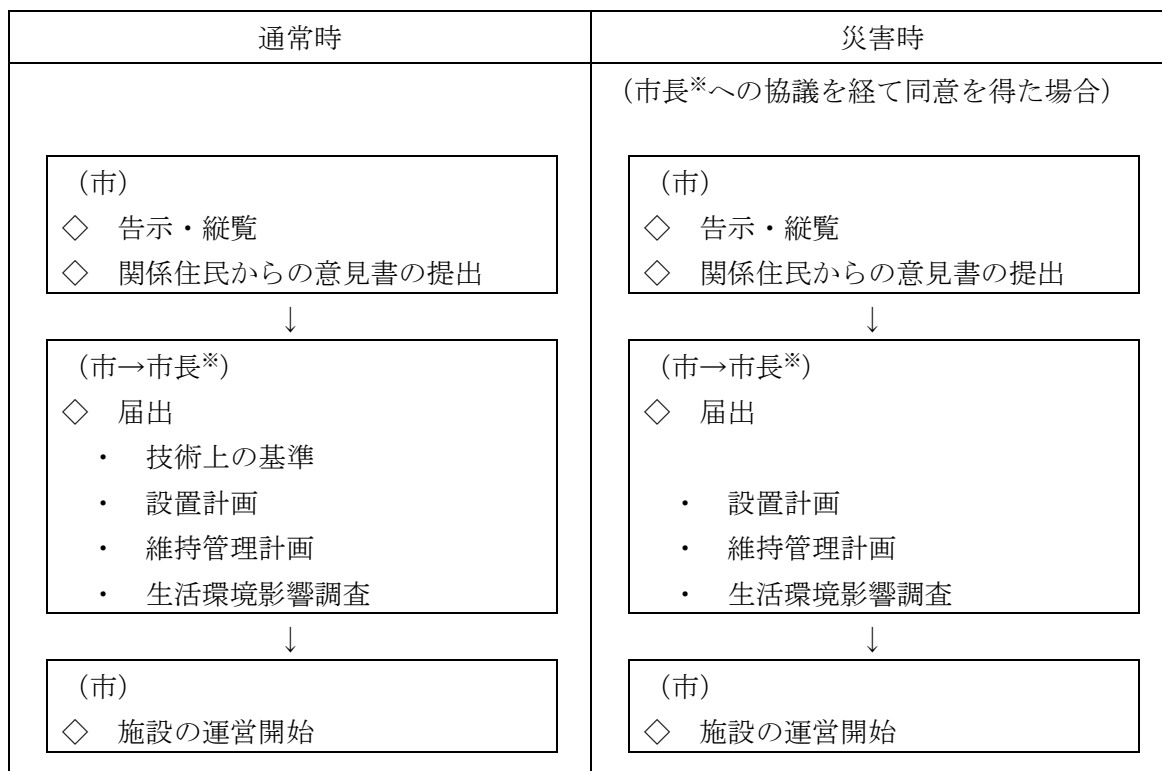 通常時
災害時
（市長※への協議を経て同意を得た場合）
（市）
◇　告示・縦覧
◇　関係住民からの意見書の提出
↓
（市→市長※）
◇　届出
・　技術上の基準
・　設置計画
・　維持管理計画
・　生活環境影響調査
↓
（市）
◇　施設の運営開始
（市）
◇　告示・縦覧
◇　関係住民からの意見書の提出
↓
（市→市長※）
◇　届出
・　設置計画
・　維持管理計画
・　生活環境影響調査
↓
（市）
◇　施設の運営開始